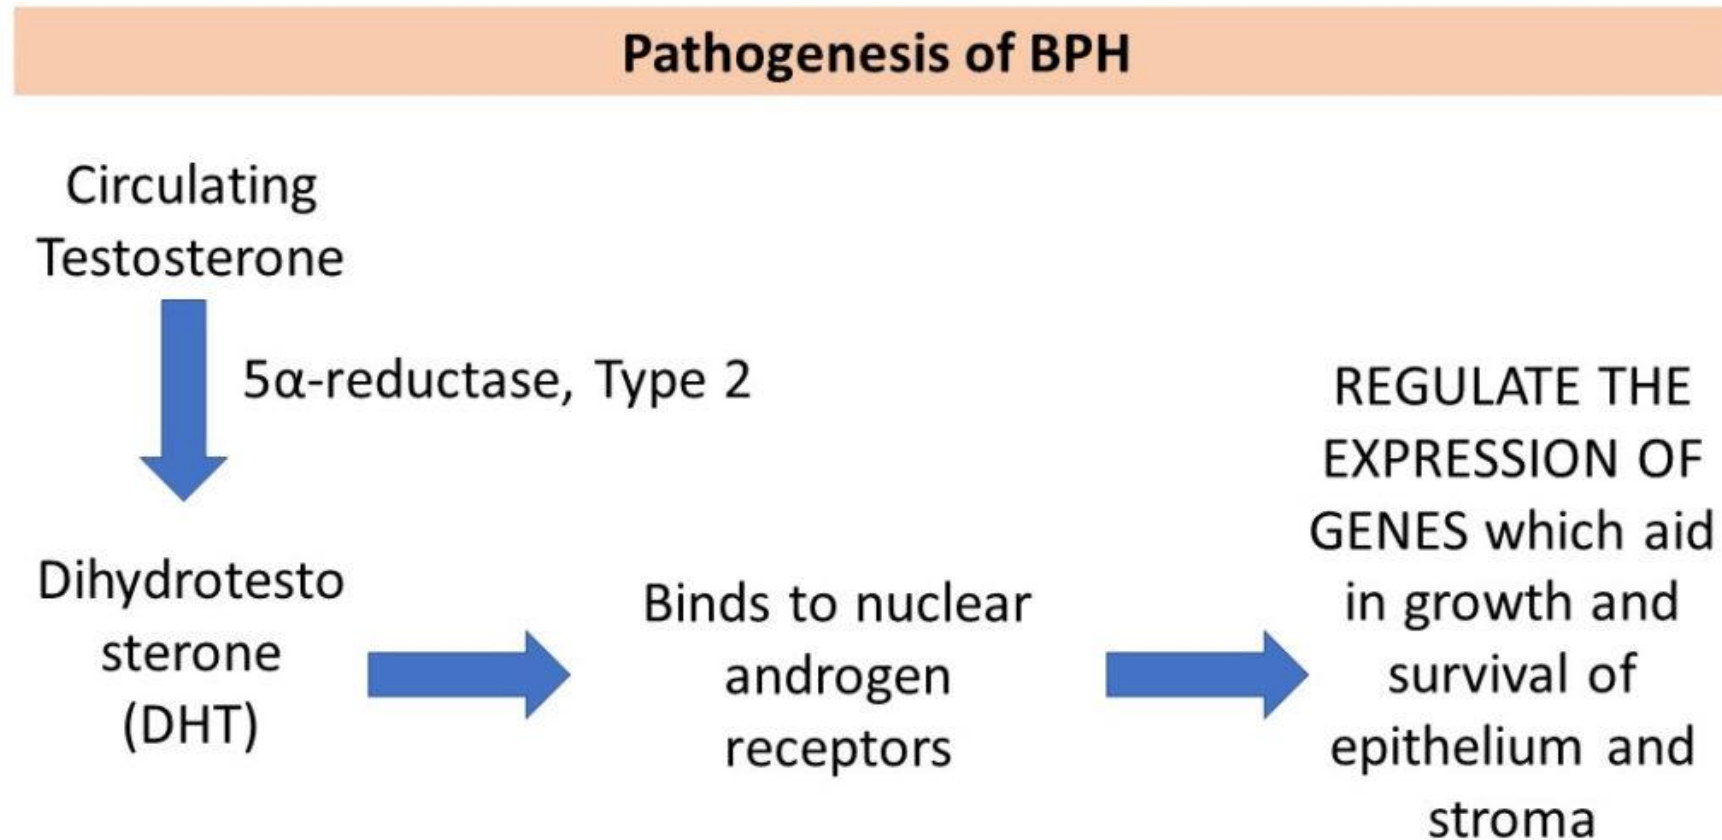 Pathogenesis of BPH
Circulating
Testosterone
5α-reductase, Type 2
Dihydrotesto
sterone
(DHT)
Binds to nuclear
androgen
receptors
REGULATE THE
EXPRESSION OF
GENES which aid
in growth and
survival of
epithelium and
stroma